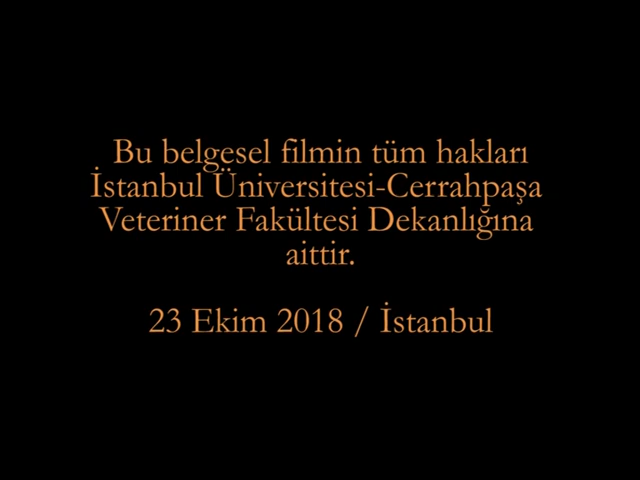 Bu belgesel filmin tüm hakları
İstanbul Üniversitesi-Cerrahpaşa
Veteriner Fakültesi Dekanlığına
aittir.
23 Ekim 2018 / İstanbul